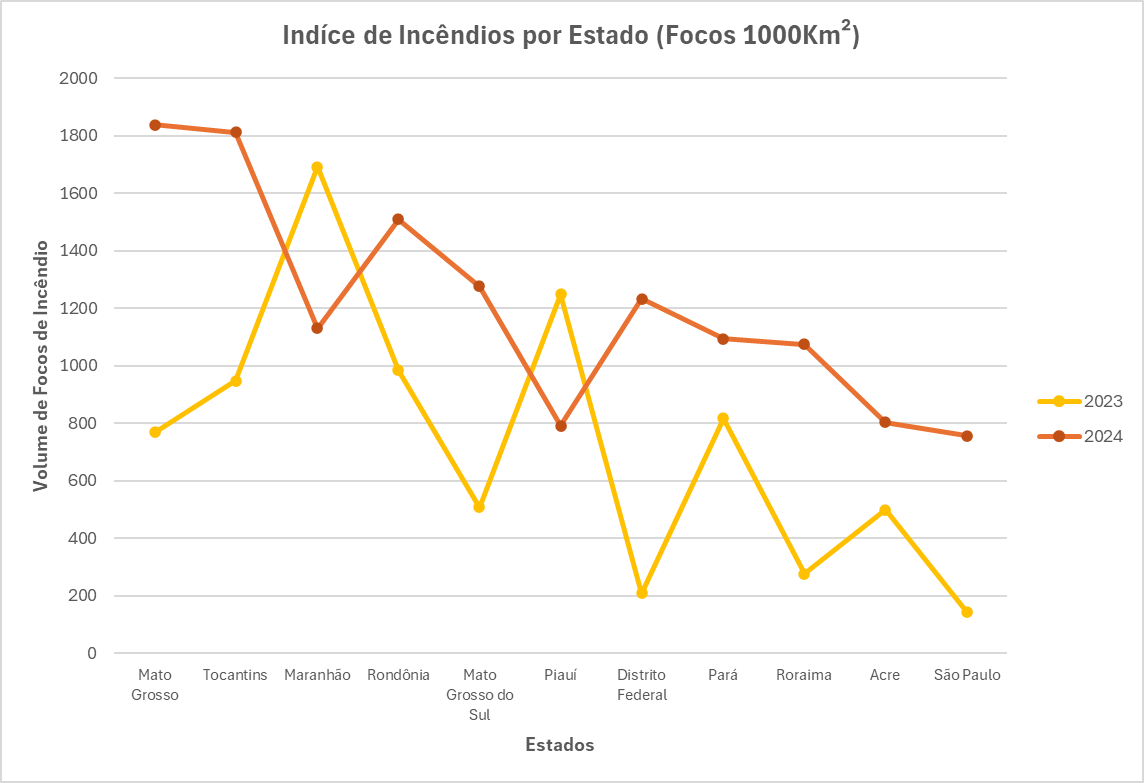 Indíce de Incêndios por Estado (Focos 1000Km²)
Volume de Focos de Incêndio
2000
1800
1600
1400
1200
1000
800
600
400
200
0
Mato
Grosso
Tocantins
Maranhão
Rondônia
Mato
Grosso do
Sul
Piauí
Distrito
Federal
Pará
Roraima
Acre
São Paulo
Estados
2023
2024